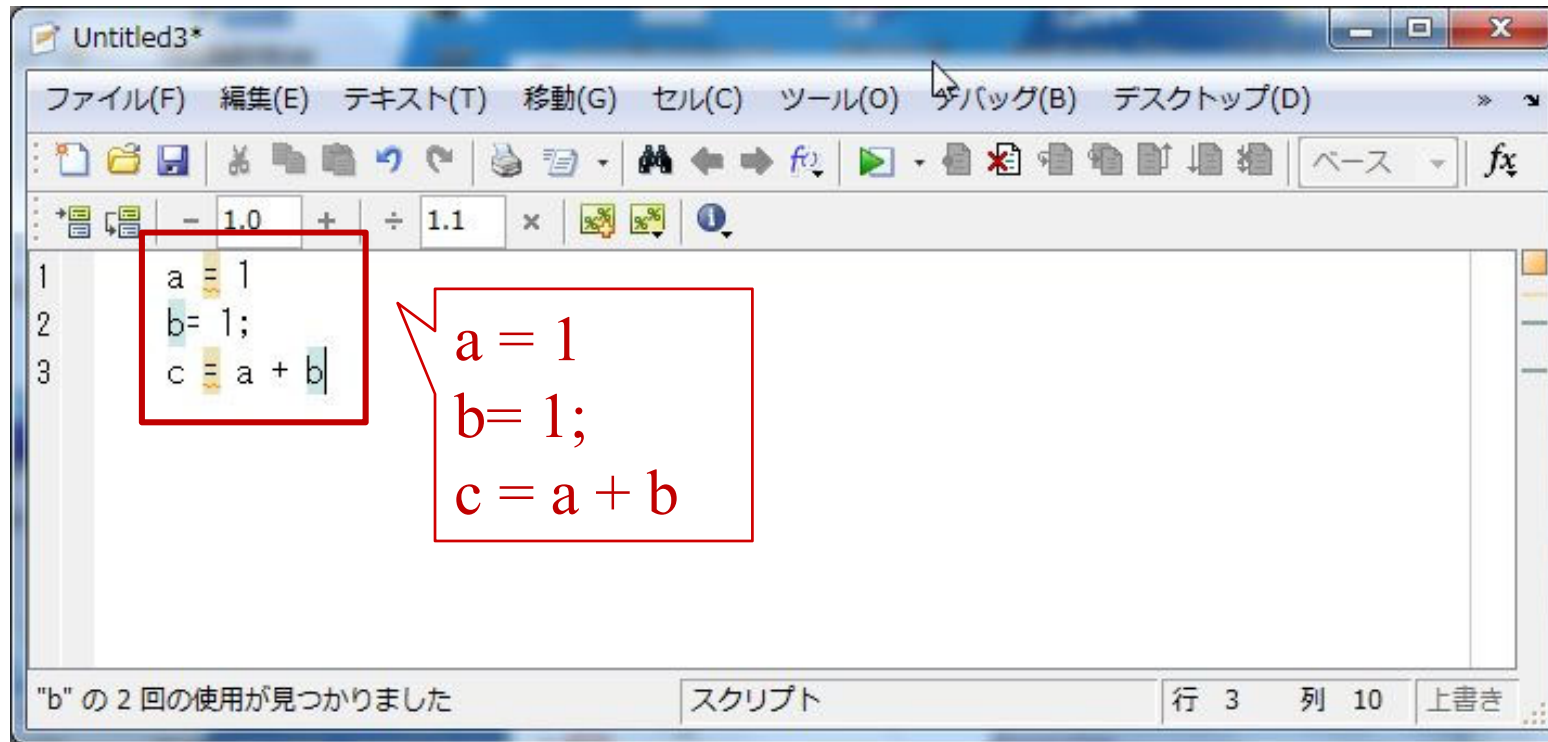 Untitled3*
ファイル(F) 編集(E) テキスト(T) 移動(G) セル(C) ツール(O) デバッグ(B) デスクトップ(D) »
ベース fx
− 1.0 + ÷ 1.1 ×
1 a = 1
2 b= 1;
3 c = a + b
a = 1
b= 1;
c = a + b
"b" の 2 回の使用が見つかりました スクリプト 行 3 列 10 上書き